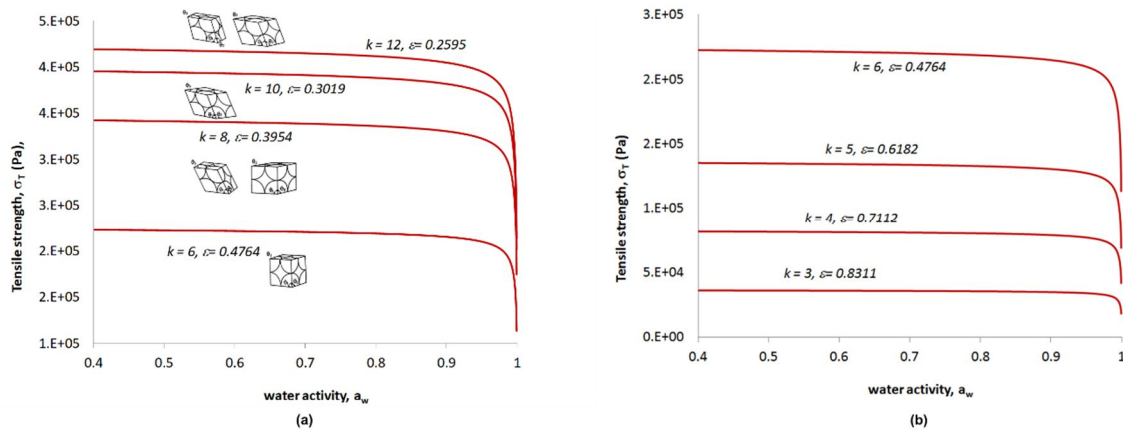 5.E+05
4.E+05
4.E+05
3.E+05
3.E+05
2.E+05
2.E+05
1.E+05
Tensile strength, σT (Pa),
k = 12, ε= 0.2595
k = 10, ε= 0.3019
k = 8, ε= 0.3954
k = 6, ε= 0.4764
0.4 0.5 0.6 0.7 0.8 0.9 1
water activity, aw
(a)
3.E+05
2.E+05
2.E+05
1.E+05
5.E+04
0.E+00
Tensile strength, σT (Pa)
k = 6, ε= 0.4764
k = 5, ε= 0.6182
k = 4, ε= 0.7112
k = 3, ε= 0.8311
0.4 0.5 0.6 0.7 0.8 0.9 1
water activity, aw
(b)